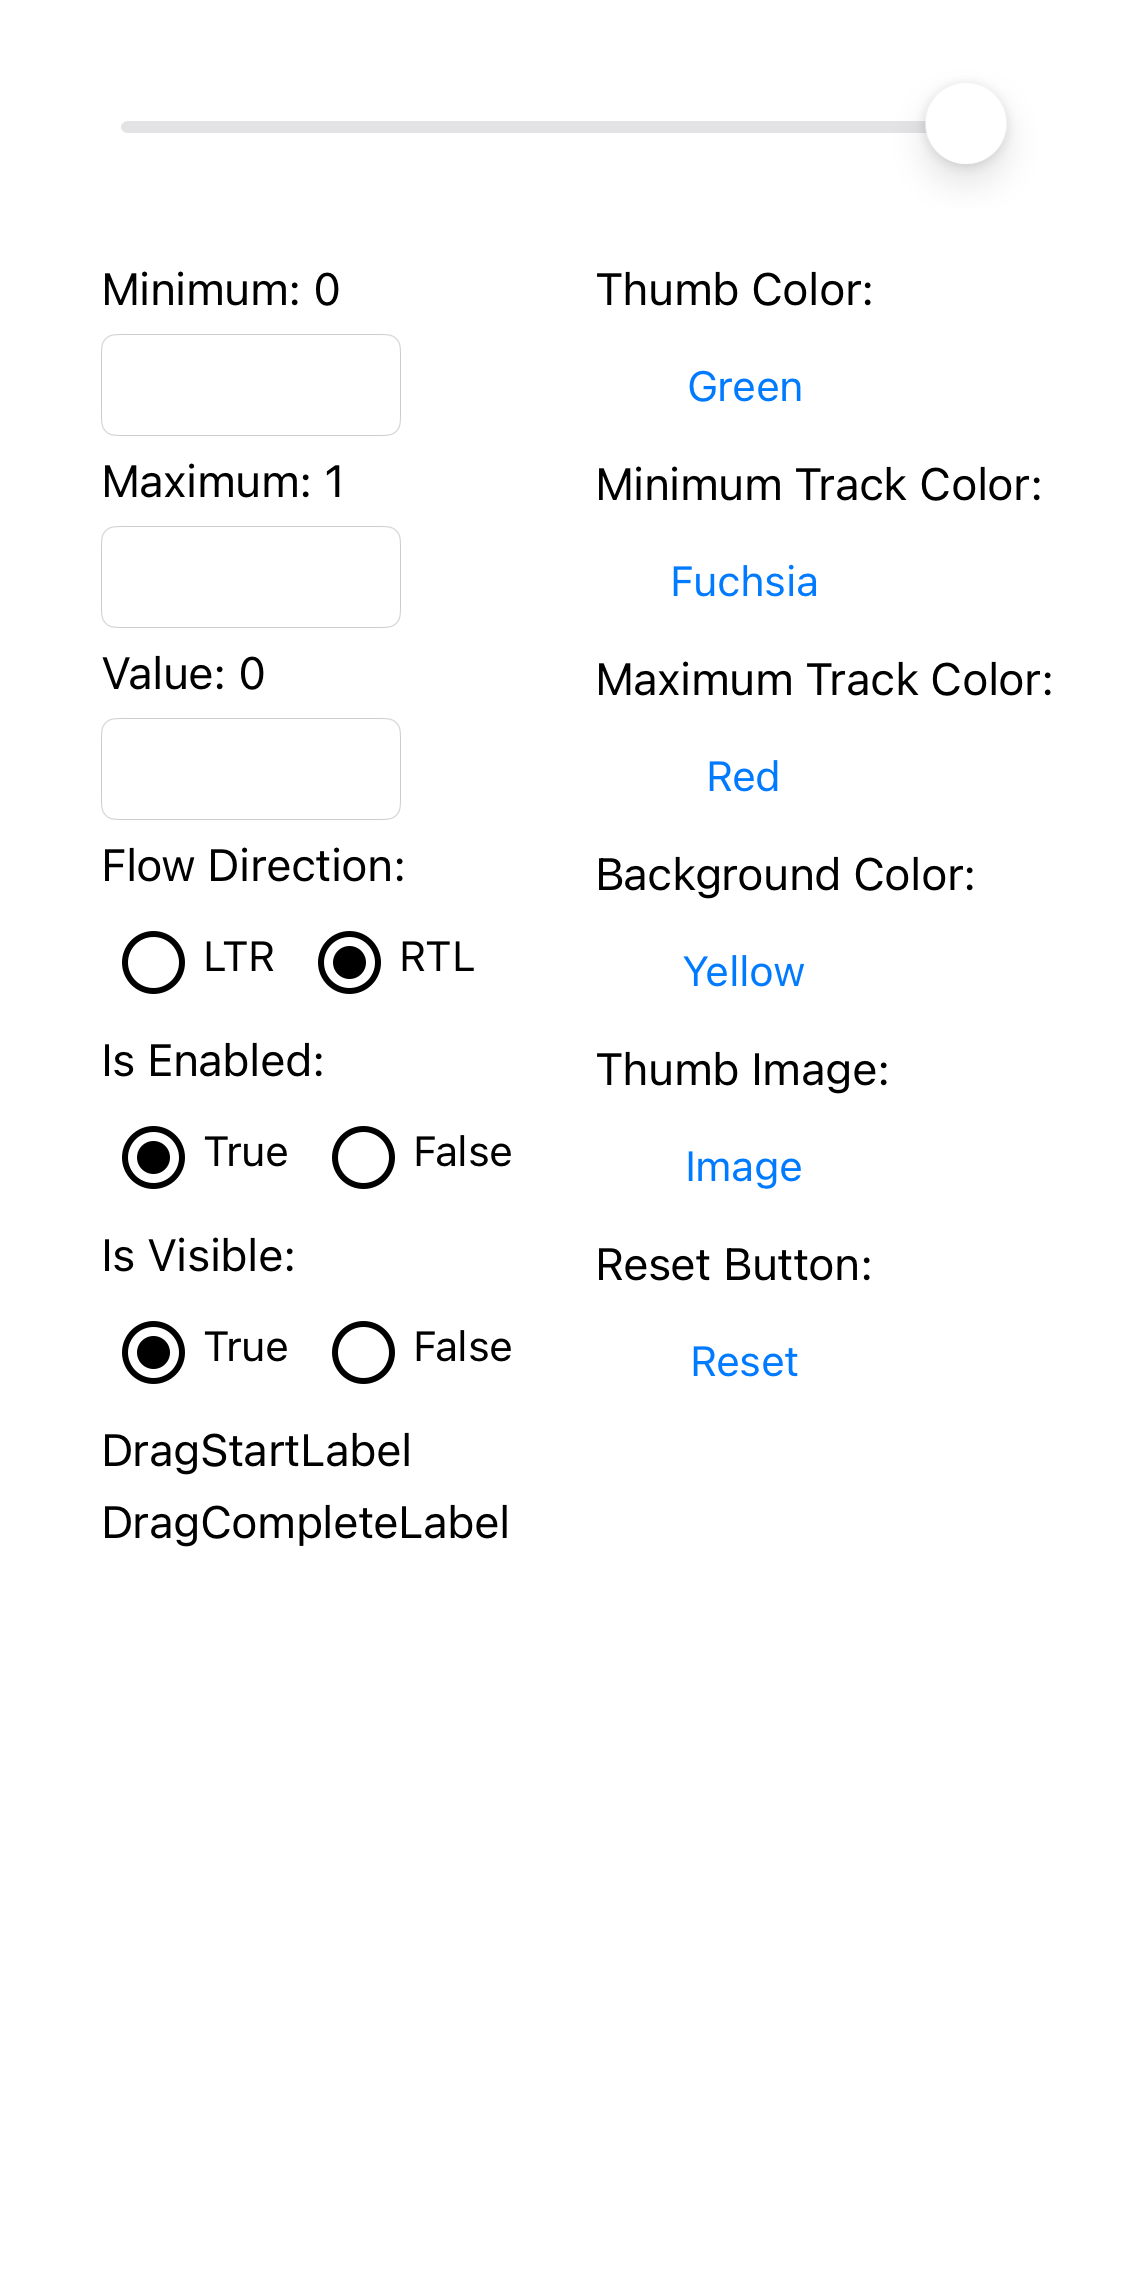 Minimum: 0
Maximum: 1
Value: 0
Flow Direction:
LTR RTL
Is Enabled:
True False
Is Visible:
True False
DragStartLabel
DragCompleteLabel
Thumb Color:
Green
Minimum Track Color:
Fuchsia
Maximum Track Color:
Red
Background Color:
Yellow
Thumb Image:
Image
Reset Button:
Reset